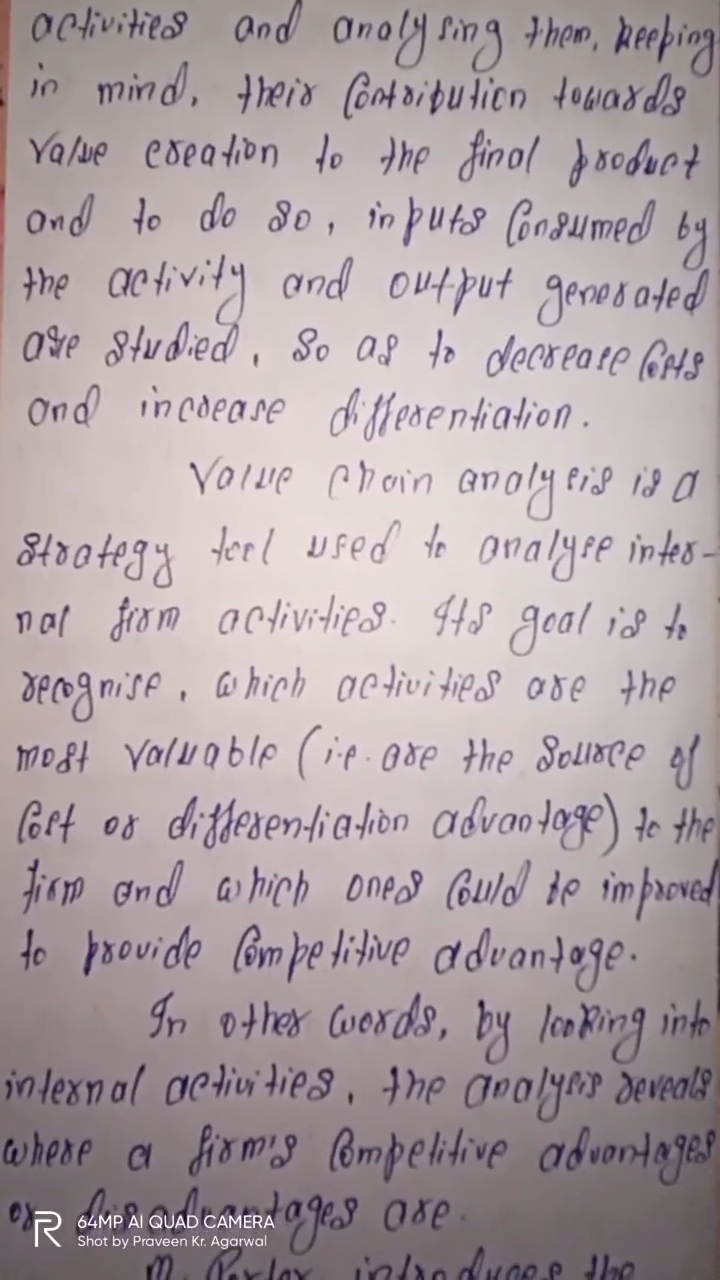 activities and analysing them, keeping
in mind, their Contribution towards
Value creation to the final product
and to do so, inputs Consumed by
the activity and output generated
are studied, so as to decrease Costs
and increase differentiation.
Value chain analysis is a
strategy tool used to analyse inter-
nal firm activities. Its goal is to
recognise, which activities are the
most valuable (i.e. are the source of
Cost or differentiation advantage) to the
firm and which ones Could be improved
to provide Competitive advantage.
In other words, by looking into
internal activities, the analysis reveals
where a firm's Competitive advantages
or disadvantages are.
64MP AI QUAD CAMERA
Shot by Praveen Kr. Agarwal
M. Porter introduces the